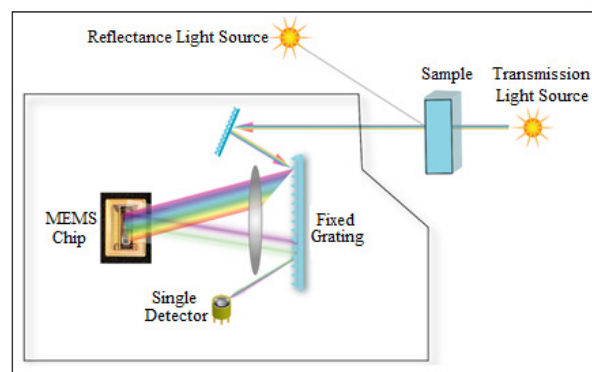 Reflectance Light Source
Sample
Transmission
Light Source
MEMS
Chip
Fixed
Grating
Single
Detector